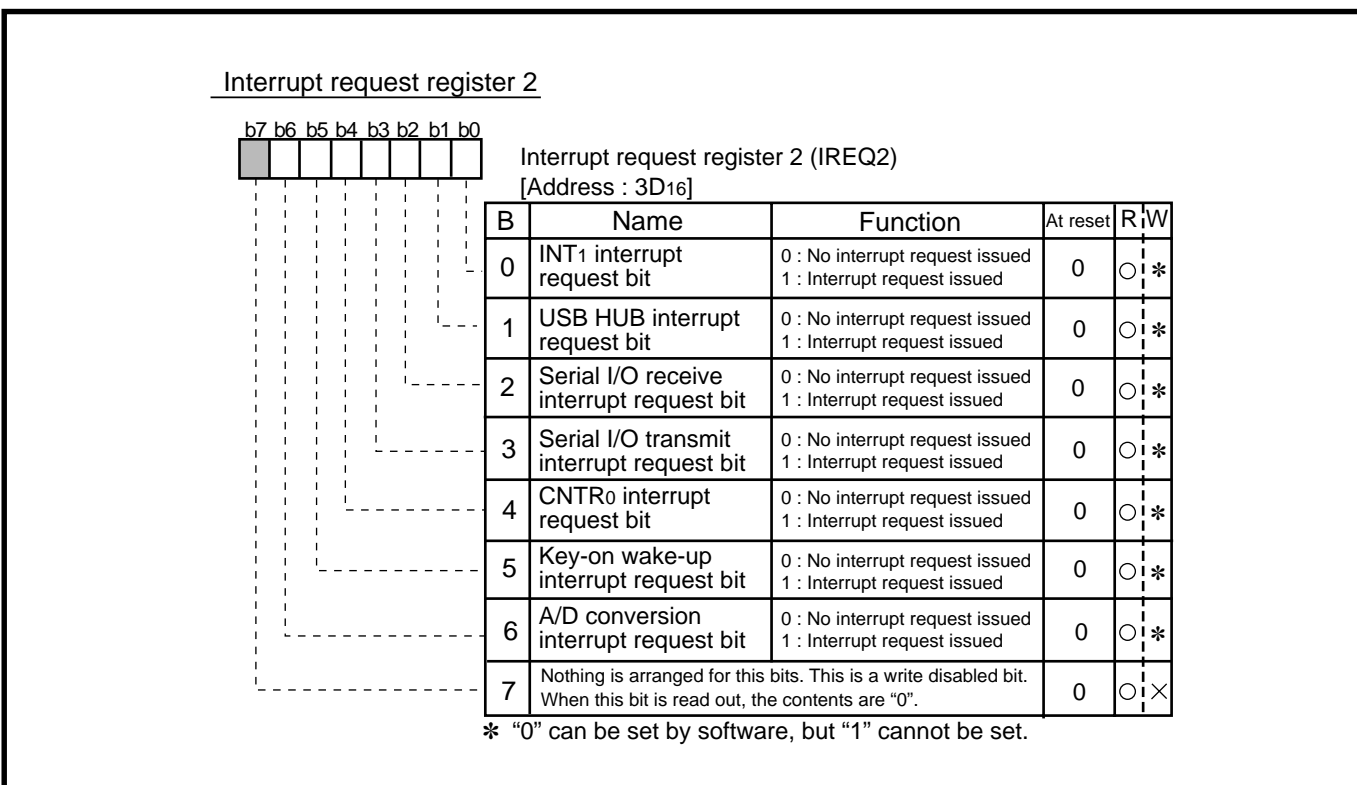 Interrupt request register 2
b7 b6 b5 b4 b3 b2 b1 b0
Interrupt request register 2 (IREQ2)
[Address : 3D16]
B Name Function At reset R W
0 INT1 interrupt request bit 0 : No interrupt request issued 0 ○ ✻
1 : Interrupt request issued
1 USB HUB interrupt request bit 0 : No interrupt request issued 0 ○ ✻
1 : Interrupt request issued
2 Serial I/O receive interrupt request bit 0 : No interrupt request issued 0 ○ ✻
1 : Interrupt request issued
3 Serial I/O transmit interrupt request bit 0 : No interrupt request issued 0 ○ ✻
1 : Interrupt request issued
4 CNTR0 interrupt request bit 0 : No interrupt request issued 0 ○ ✻
1 : Interrupt request issued
5 Key-on wake-up interrupt request bit 0 : No interrupt request issued 0 ○ ✻
1 : Interrupt request issued
6 A/D conversion interrupt request bit 0 : No interrupt request issued 0 ○ ✻
1 : Interrupt request issued
7 Nothing is arranged for this bits. This is a write disabled bit. 0 ○ ×
When this bit is read out, the contents are “0”.
✻ “0” can be set by software, but “1” cannot be set.